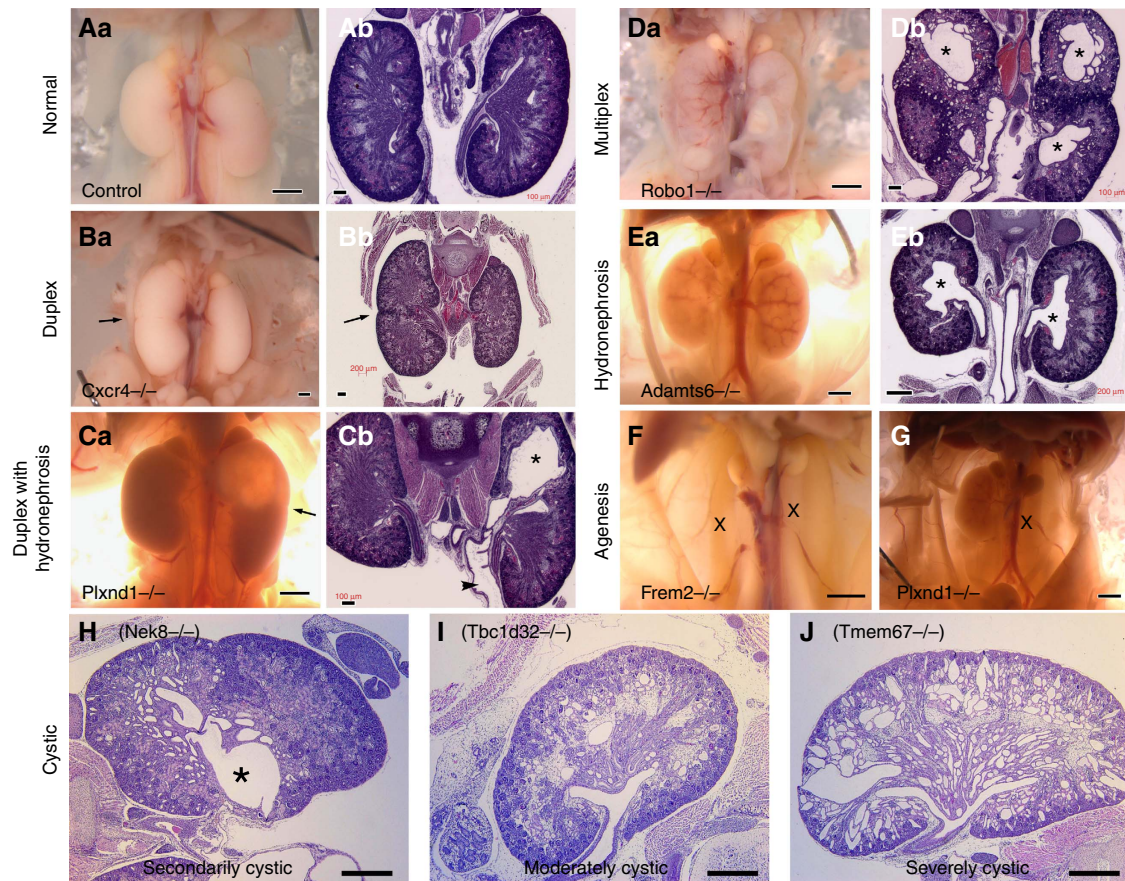 Normal
Aa
Control
Ab
100 µm
Multiplex
Da
Robo1–/–
Db
*
*
*
100 µm
Duplex
Ba
Cxcr4–/–
Bb
200 µm
Hydronephrosis
Ea
Adamts6–/–
Eb
*
*
200 µm
Duplex with
hydronephrosis
Ca
Plxnd1–/–
Cb
*
100 µm
Agenesis
F
X
X
Frem2–/–
G
X
Plxnd1–/–
Cystic
H (Nek8–/–)
*
Secondarily cystic
I (Tbc1d32–/–)
Moderately cystic
J (Tmem67–/–)
Severely cystic